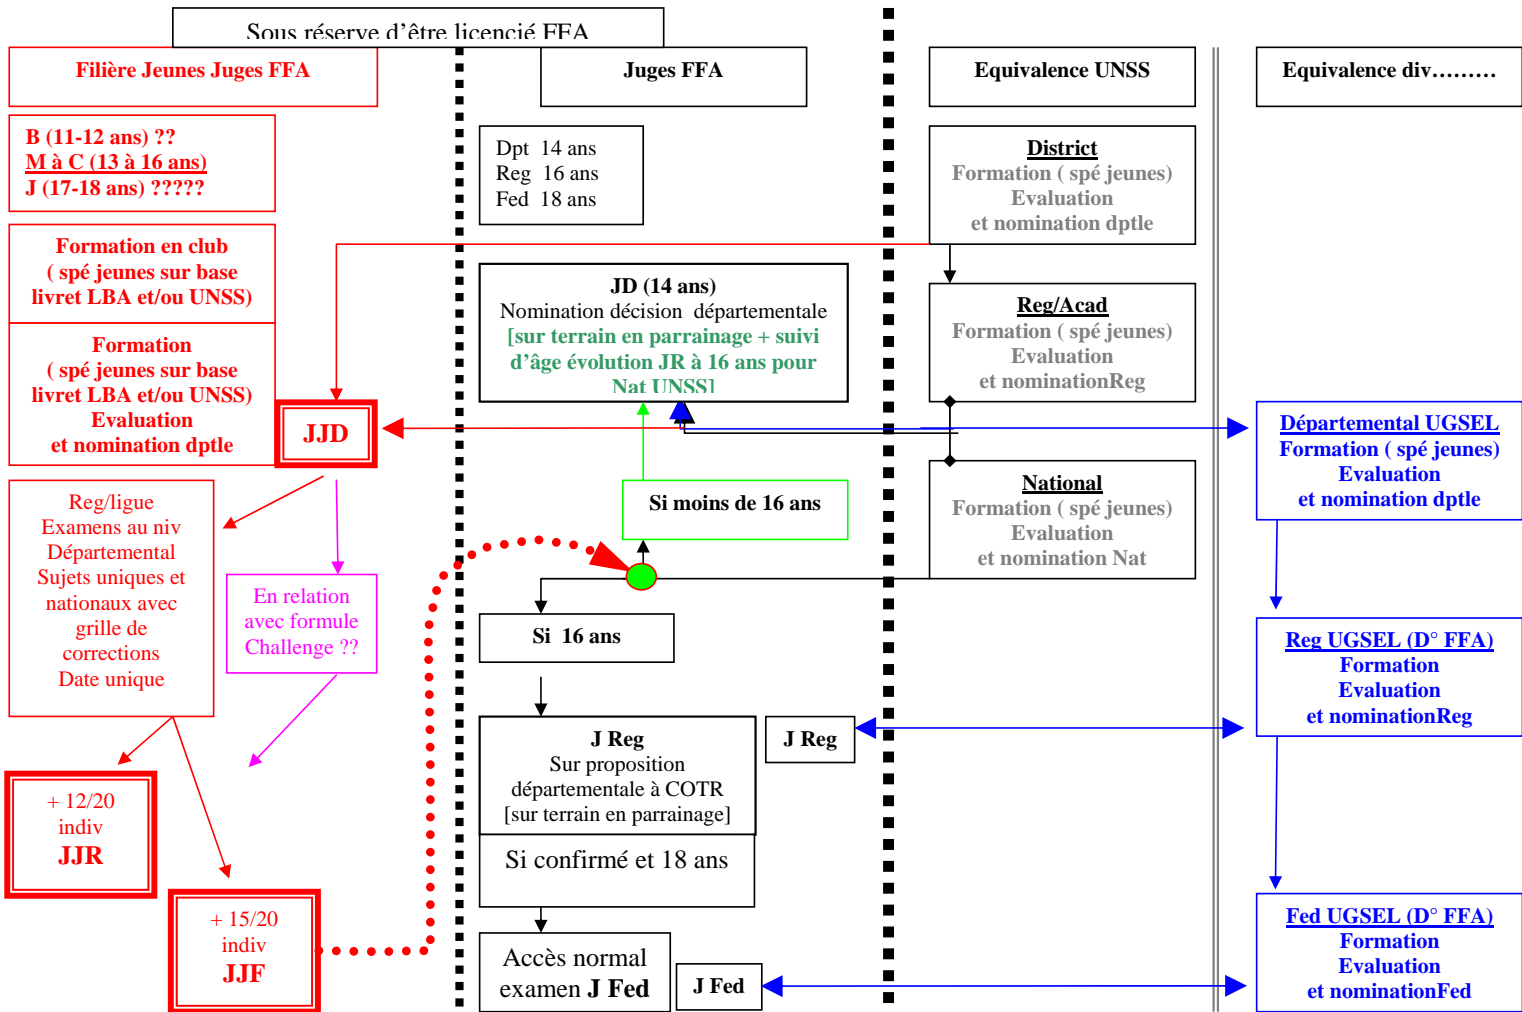 Sous réserve d'être licencié FFA
Filière Jeunes Juges FFA
B (11-12 ans) ??
M à C (13 à 16 ans)
J (17-18 ans) ?????
Formation en club
( spé jeunes sur base
livret LBA et/ou UNSS)
Formation
( spé jeunes sur base
livret LBA et/ou UNSS)
Evaluation
et nomination dptle
JJD
Reg/ligue
Examens au niv
Départemental
Sujets uniques et
nationaux avec
grille de
corrections
Date unique
En relation
avec formule
Challenge ??
+ 12/20
indiv
JJR
+ 15/20
indiv
JJF
Juges FFA
Dpt  14 ans
Reg  16 ans
Fed  18 ans
JD (14 ans)
Nomination décision  départementale
[sur terrain en parrainage + suivi
d'âge évolution JR à 16 ans pour
Nat UNSS]
Si moins de 16 ans
Si  16 ans
J Reg
Sur proposition
départementale à COTR
[sur terrain en parrainage]
J Reg
Si confirmé et 18 ans
Accès normal
examen J Fed
J Fed
Equivalence UNSS
District
Formation ( spé jeunes)
Evaluation
et nomination dptle
Reg/Acad
Formation ( spé jeunes)
Evaluation
et nominationReg
National
Formation ( spé jeunes)
Evaluation
et nomination Nat
Equivalence div………
Départemental UGSEL
Formation ( spé jeunes)
Evaluation
et nomination dptle
Reg UGSEL (D° FFA)
Formation
Evaluation
et nominationReg
Fed UGSEL (D° FFA)
Formation
Evaluation
et nominationFed